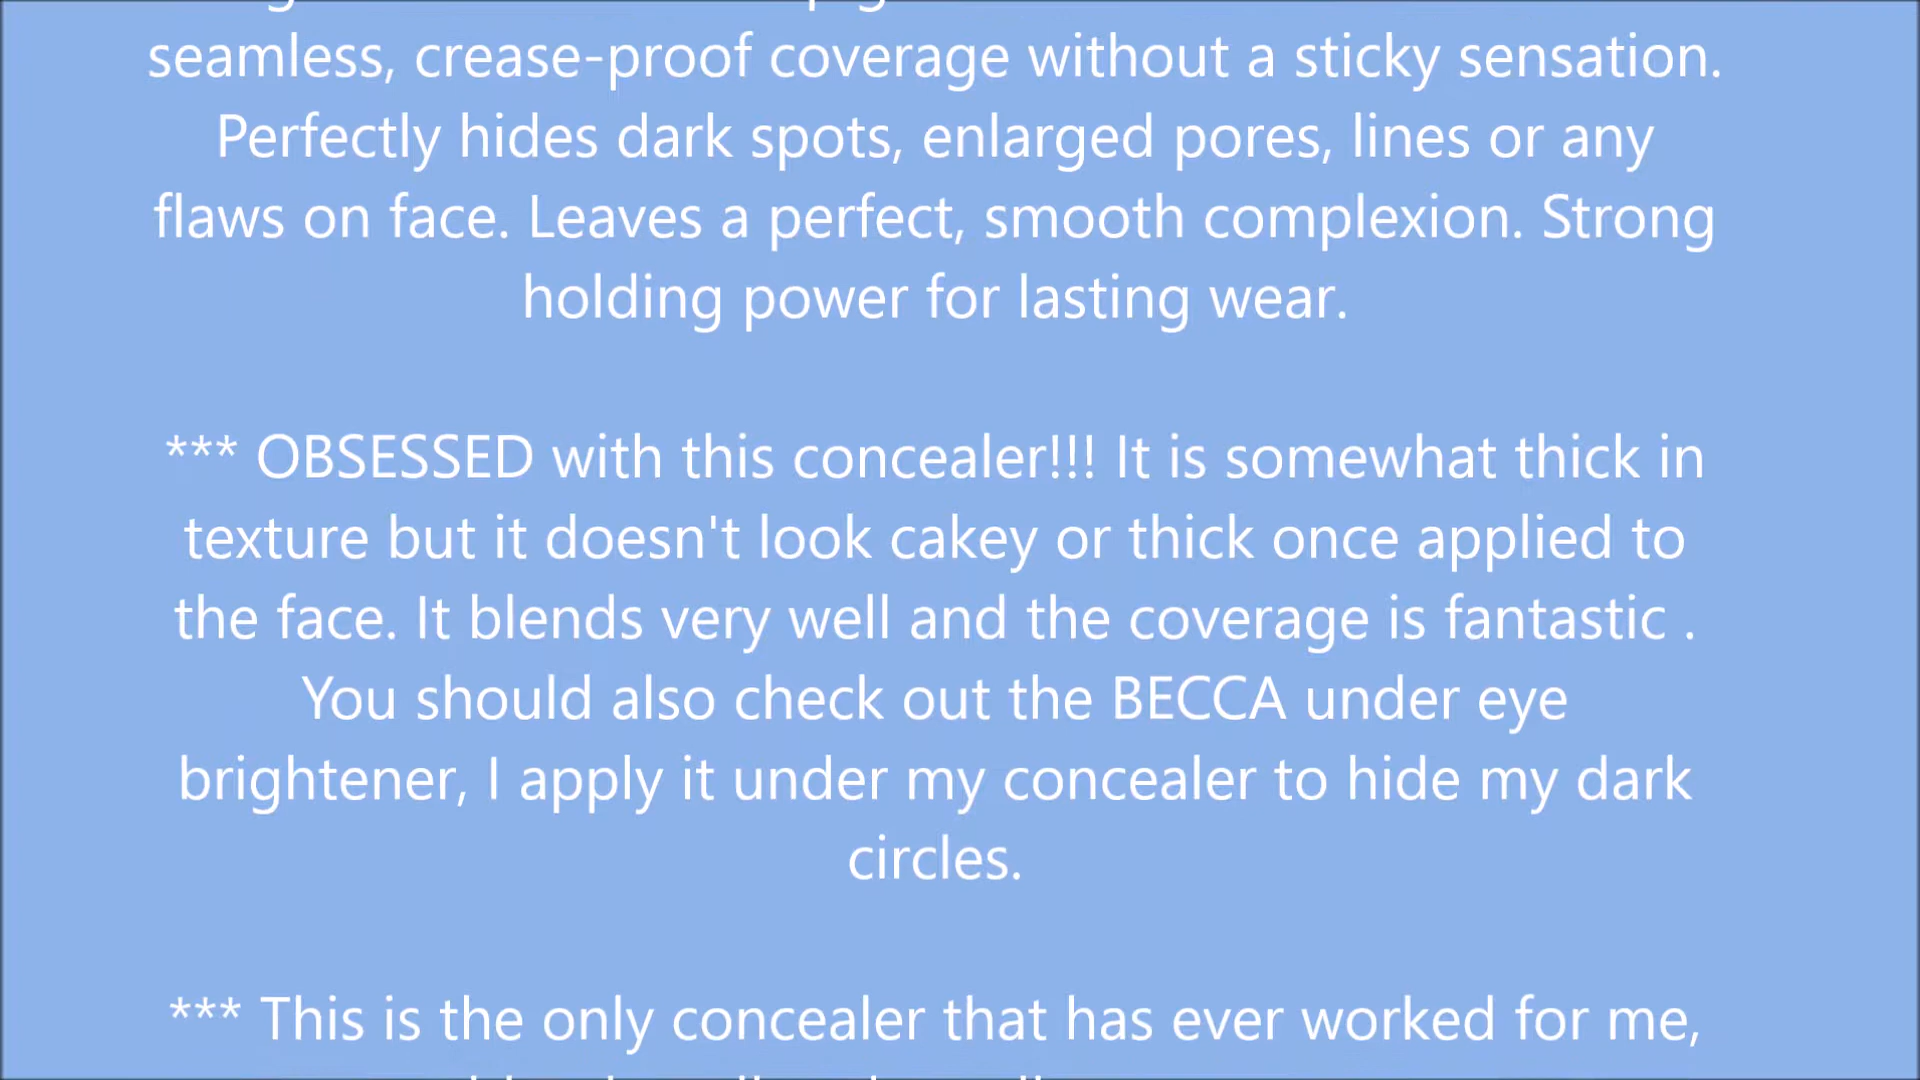 seamless, crease-proof coverage without a sticky sensation.
Perfectly hides dark spots, enlarged pores, lines or any
flaws on face. Leaves a perfect, smooth complexion. Strong
holding power for lasting wear.
*** OBSESSED with this concealer!!! It is somewhat thick in
texture but it doesn't look cakey or thick once applied to
the face. It blends very well and the coverage is fantastic .
You should also check out the BECCA under eye
brightener, I apply it under my concealer to hide my dark
circles.
*** This is the only concealer that has ever worked for me,